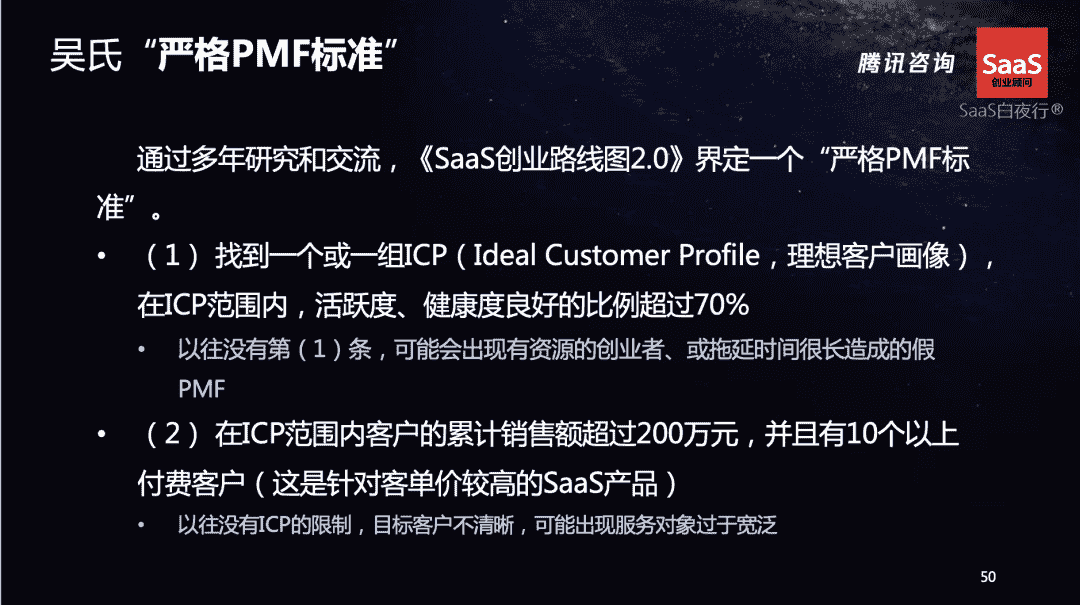 吴氏“严格PMF标准”
腾讯咨询
SaaS
创业顾问
SaaS白夜行®
通过多年研究和交流，《SaaS创业路线图2.0》界定一个“严格PMF标
准”。
• （1） 找到一个或一组ICP（Ideal Customer Profile，理想客户画像），
在ICP范围内，活跃度、健康度良好的比例超过70%
• 以往没有第（1）条，可能会出现有资源的创业者、或拖延时间很长造成的假
PMF
• （2） 在ICP范围内客户的累计销售额超过200万元，并且有10个以上
付费客户（这是针对客单价较高的SaaS产品）
• 以往没有ICP的限制，目标客户不清晰，可能出现服务对象过于宽泛
50